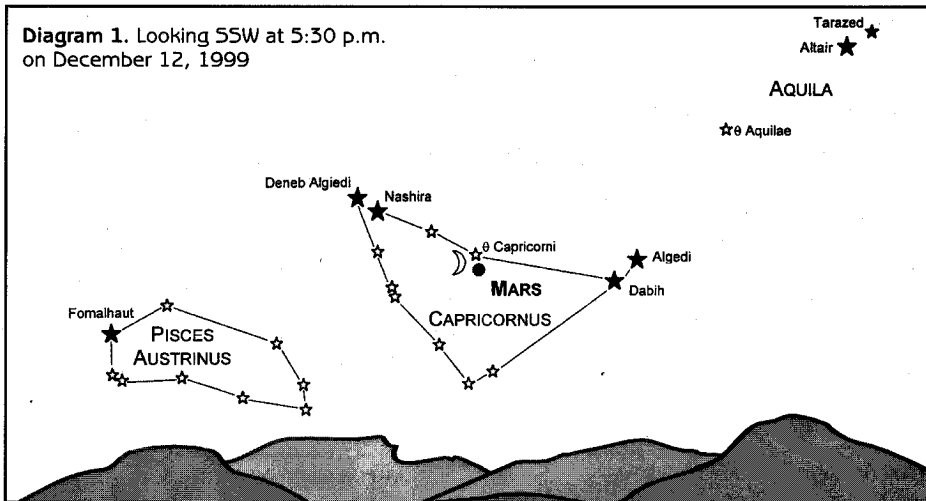 Diagram 1. Looking SSW at 5:30 p.m.
on December 12, 1999
Tarazed
Altair
AQUILA
θ Aquilae
Deneb Algiedi
Nashira
θ Capricorni
Algedi
MARS
Dabih
CAPRICORNUS
Fomalhaut
PISCES
AUSTRINUS